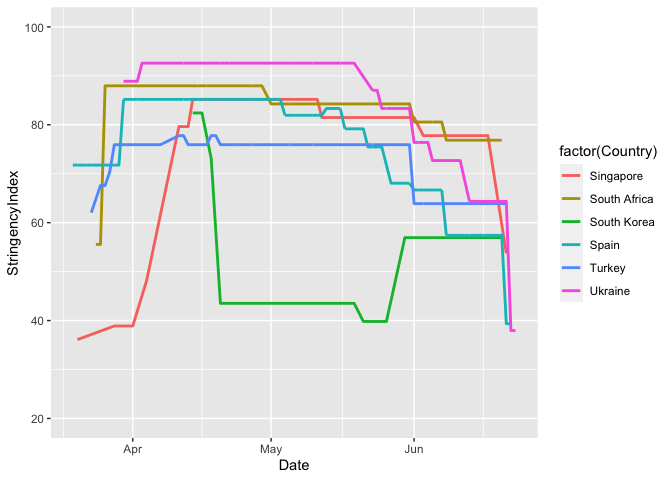 100
80
60
40
20
StringencyIndex
Apr
May
Jun
Date
factor(Country)
Singapore
South Africa
South Korea
Spain
Turkey
Ukraine